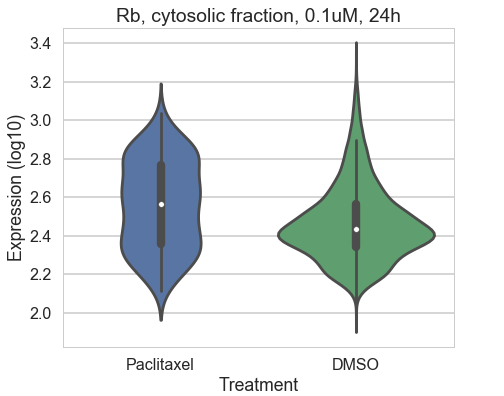 Rb, cytosolic fraction, 0.1uM, 24h
Expression (log10)
3.4
3.2
3.0
2.8
2.6
2.4
2.2
2.0
Paclitaxel
DMSO
Treatment